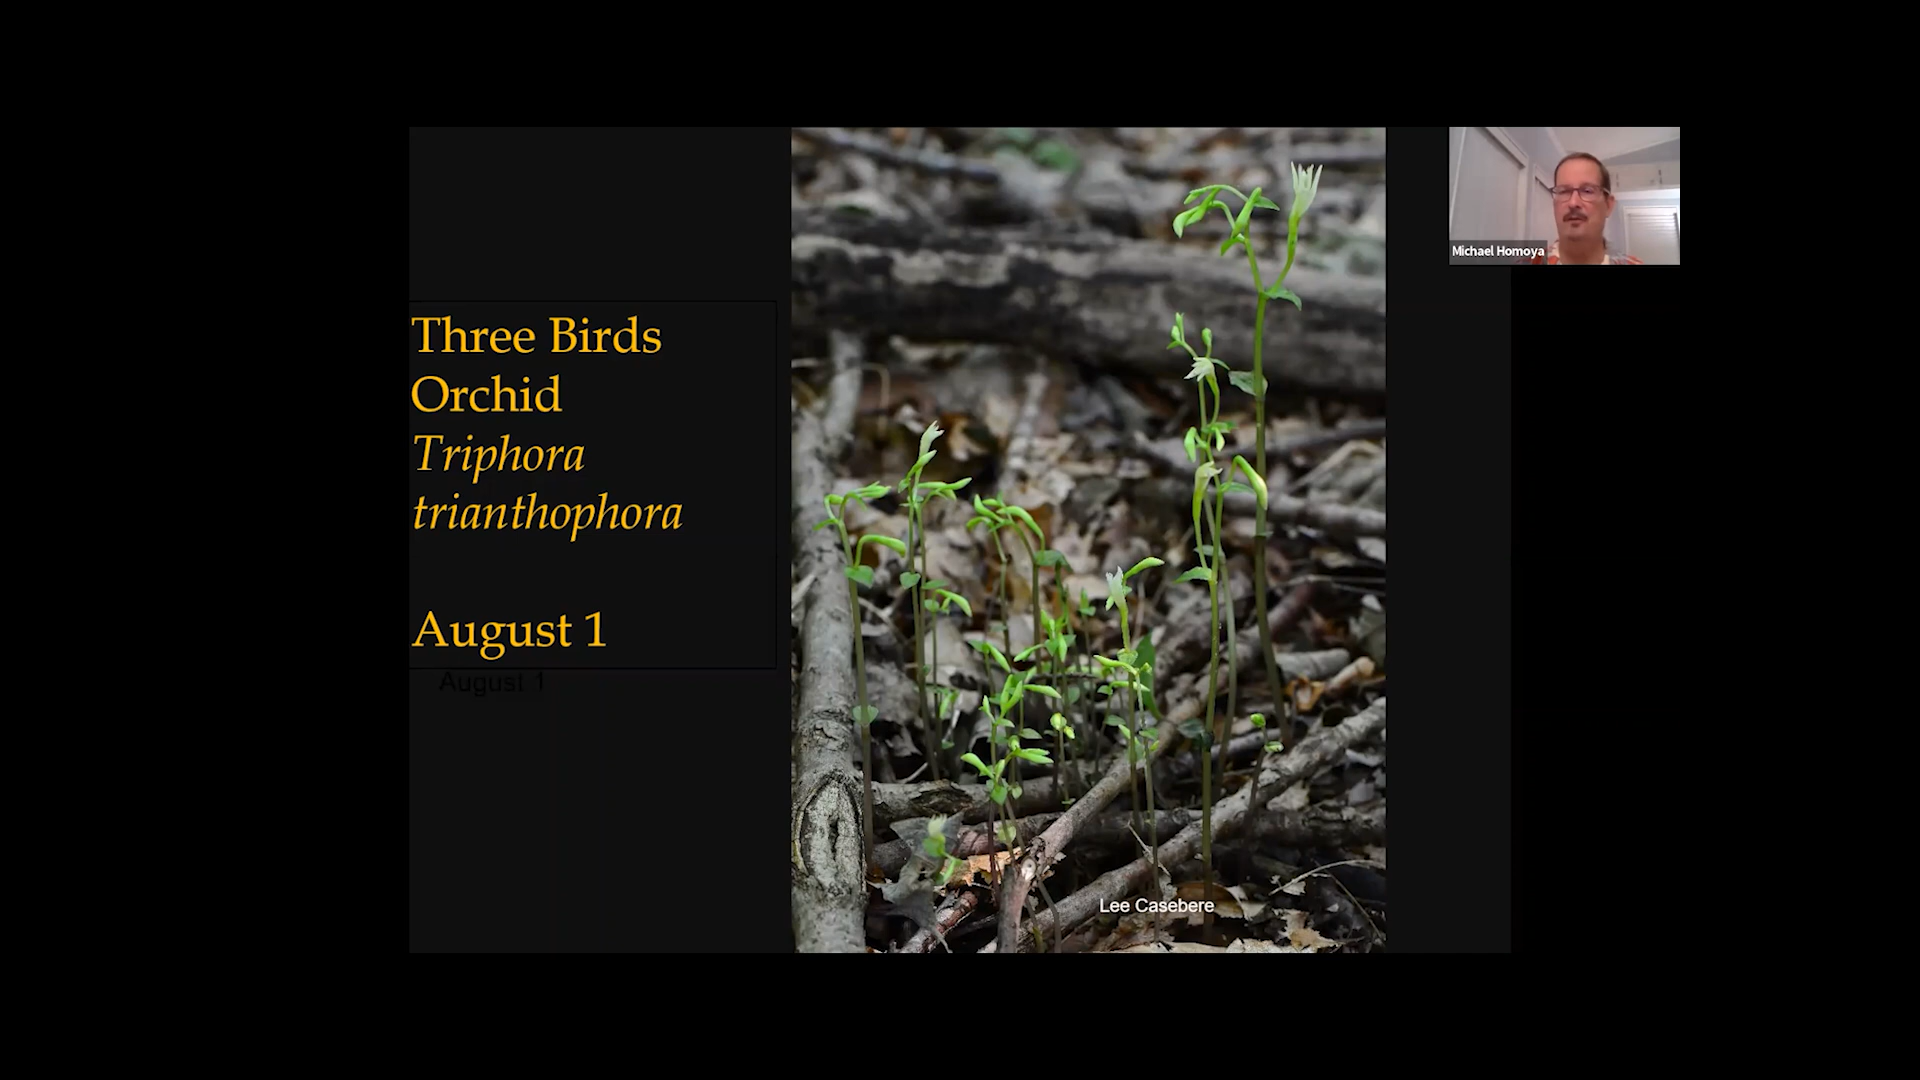 Three Birds
Orchid
Triphora
trianthophora
August 1
August 1
Michael Homoya
Lee Casebere